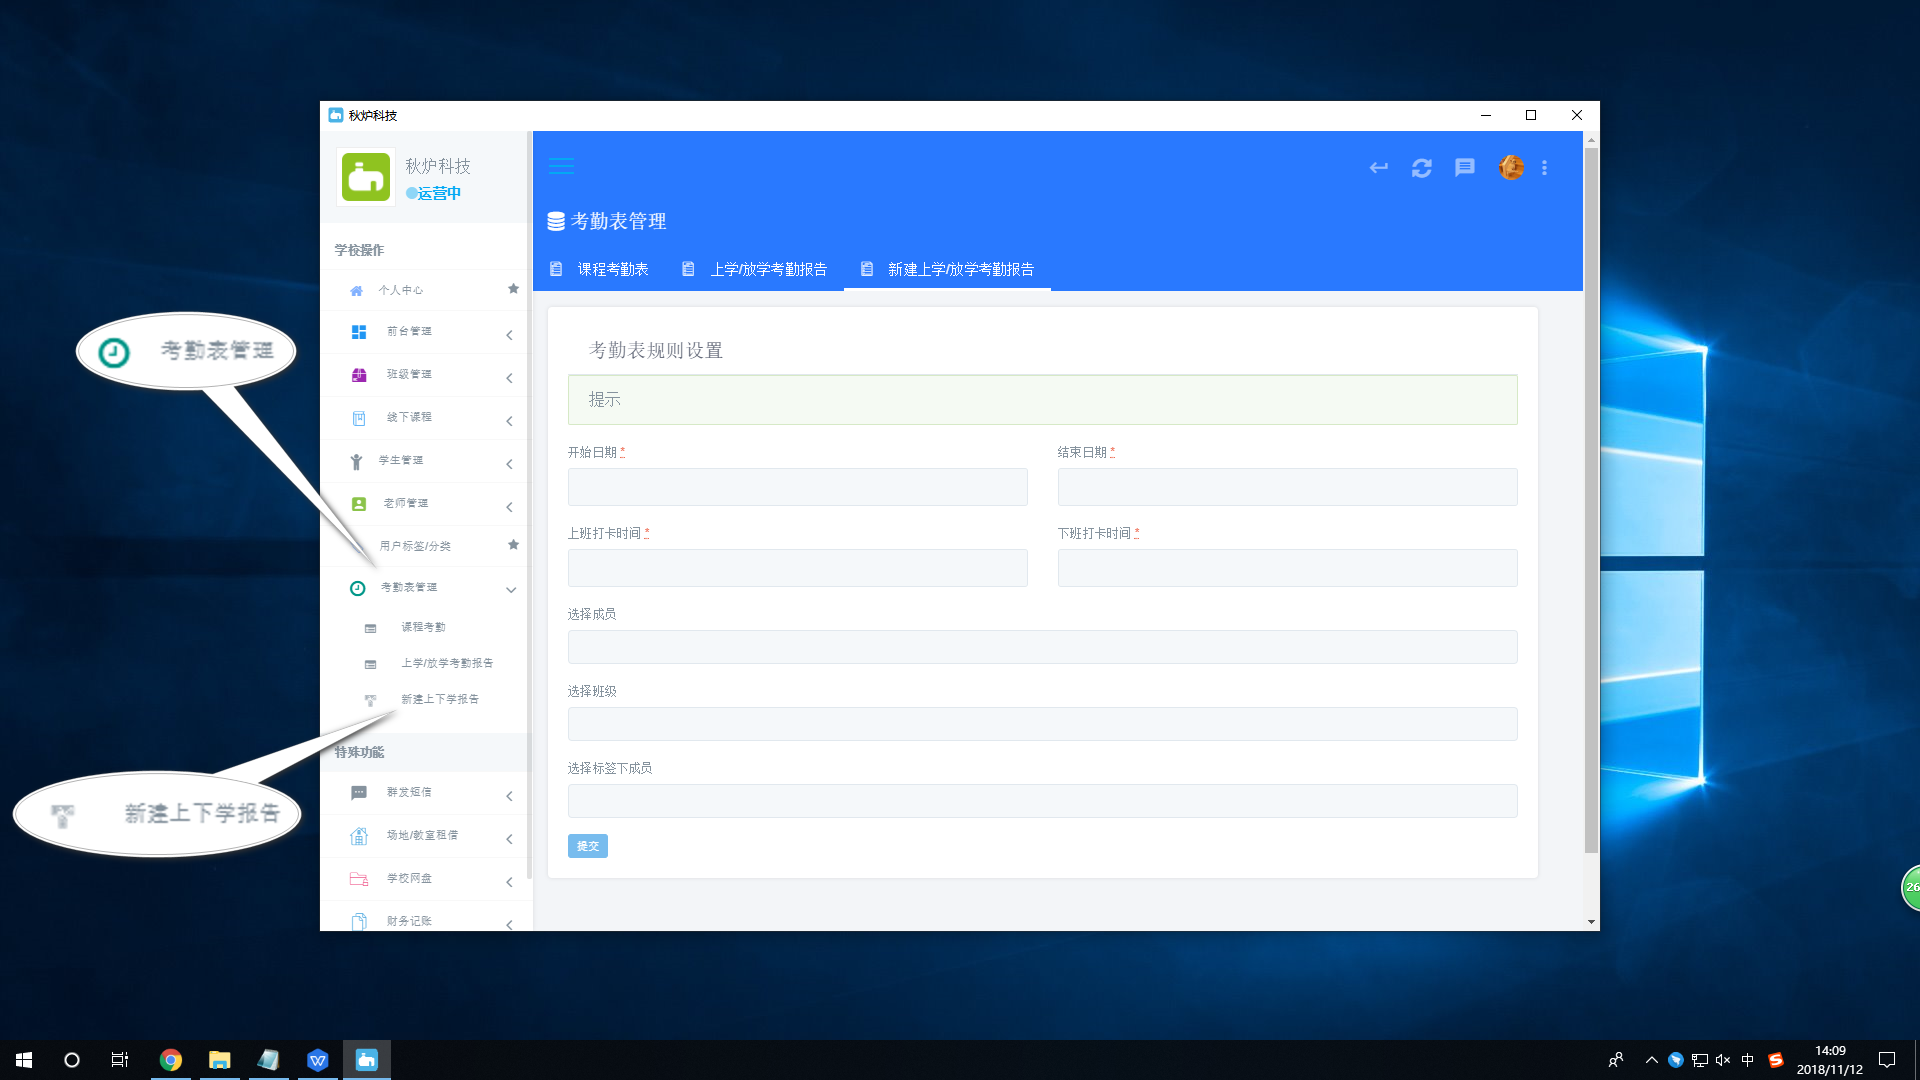 秋炉科技
秋炉科技
运营中
学校操作
个人中心
前台管理
班级管理
线下课程
学生管理
老师管理
用户标签/分类
考勤表管理
课程考勤
上学/放学考勤报告
新建上下学报告
特殊功能
群发短信
场地/教室租借
学校网盘
财务记账
考勤表管理
新建上下学报告
考勤表管理
课程考勤表 上学/放学考勤报告 新建上学/放学考勤报告
考勤表规则设置
提示
开始日期 * 结束日期 *
上班打卡时间 * 下班打卡时间 *
选择成员
选择班级
选择标签下成员
提交
26
中
14:09
2018/11/12